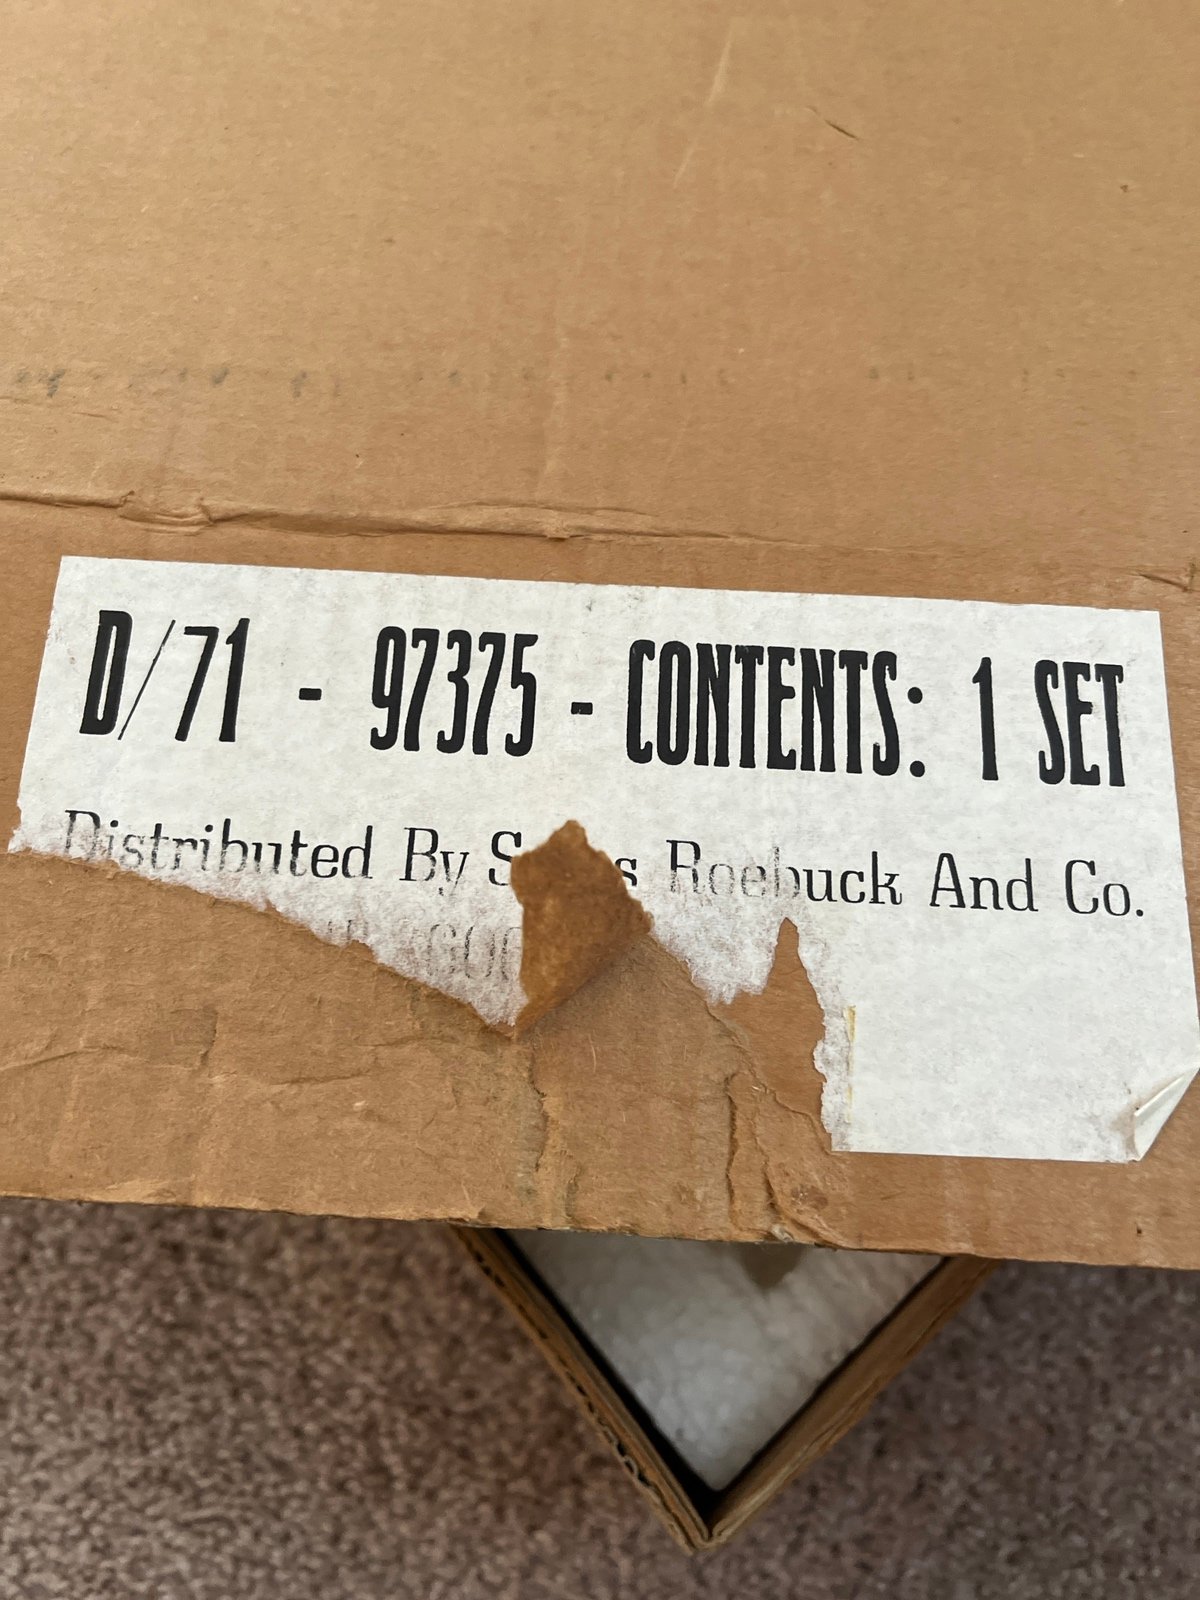 D/71 - 97375 - CONTENTS: 1 SET
Distributed By Roebuck And Co.